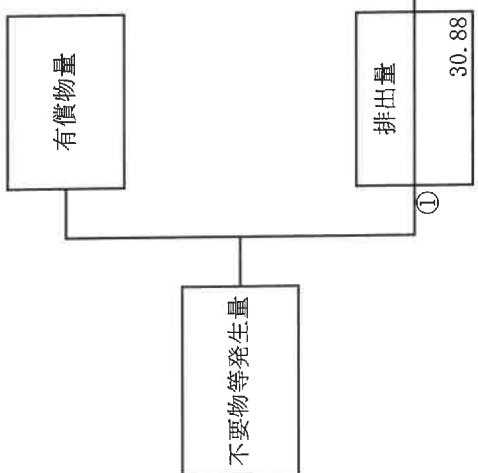 不要物等発生量
有償物量
①
排出量
30.88